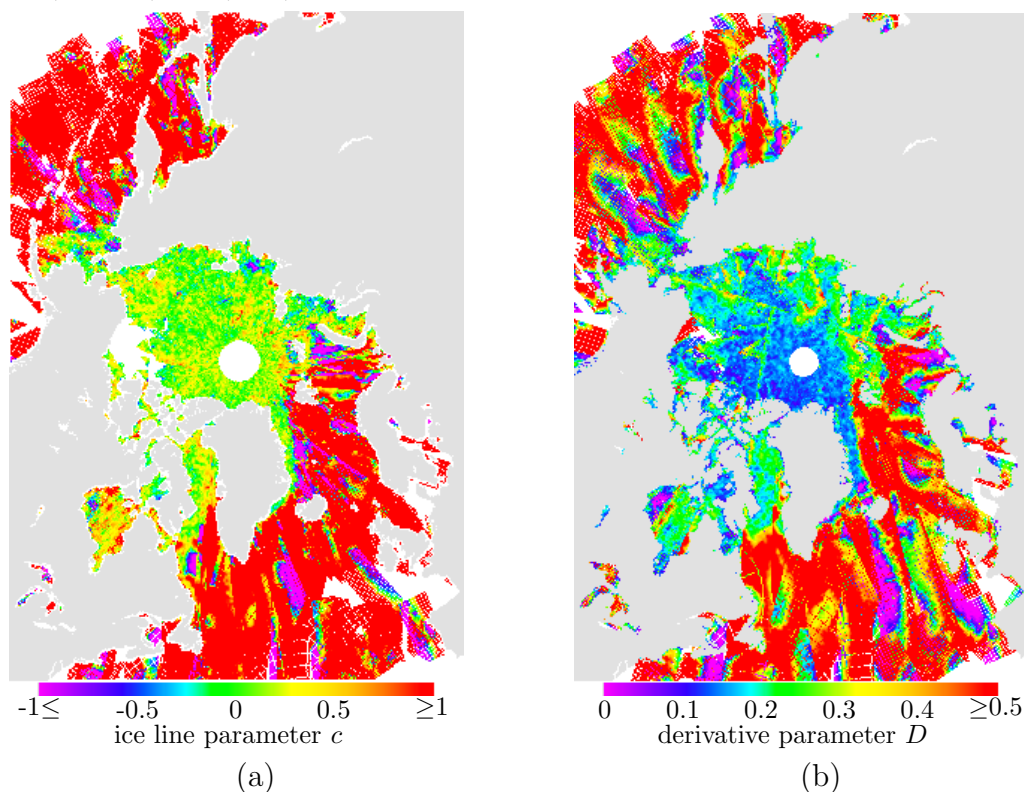 -1≤ -0.5 0 0.5 ≥1
ice line parameter c
(a)
0 0.1 0.2 0.3 0.4 ≥0.5
derivative parameter D
(b)